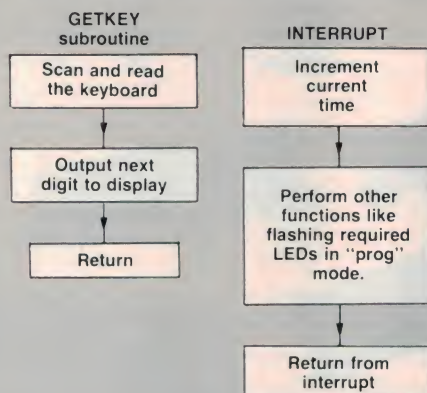 GETKEY
subroutine
Scan and read
the keyboard
Output next
digit to display
Return
INTERRUPT
Increment
current
time
Perform other
functions like
flashing required
LEDs in "prog"
mode.
Return from
interrupt